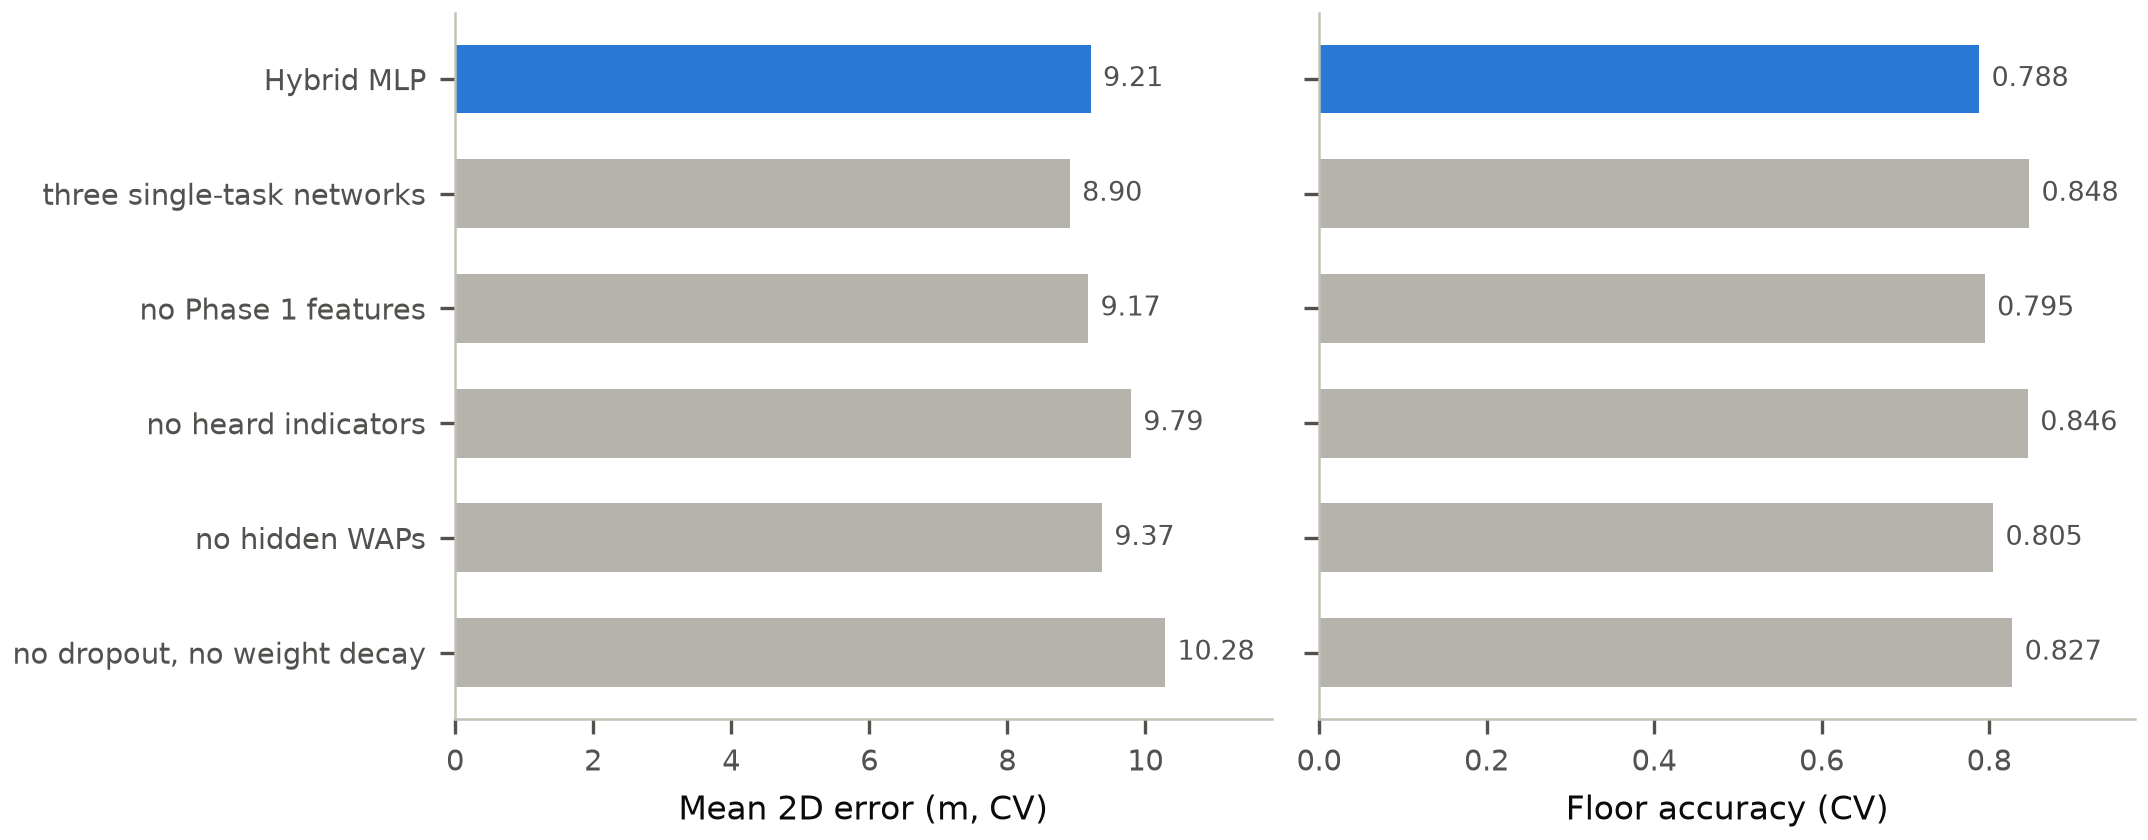 Hybrid MLP 9.21 0.788
three single-task networks 8.90 0.848
no Phase 1 features 9.17 0.795
no heard indicators 9.79 0.846
no hidden WAPs 9.37 0.805
no dropout, no weight decay 10.28 0.827
0 2 4 6 8 10 0.0 0.2 0.4 0.6 0.8
Mean 2D error (m, CV) Floor accuracy (CV)